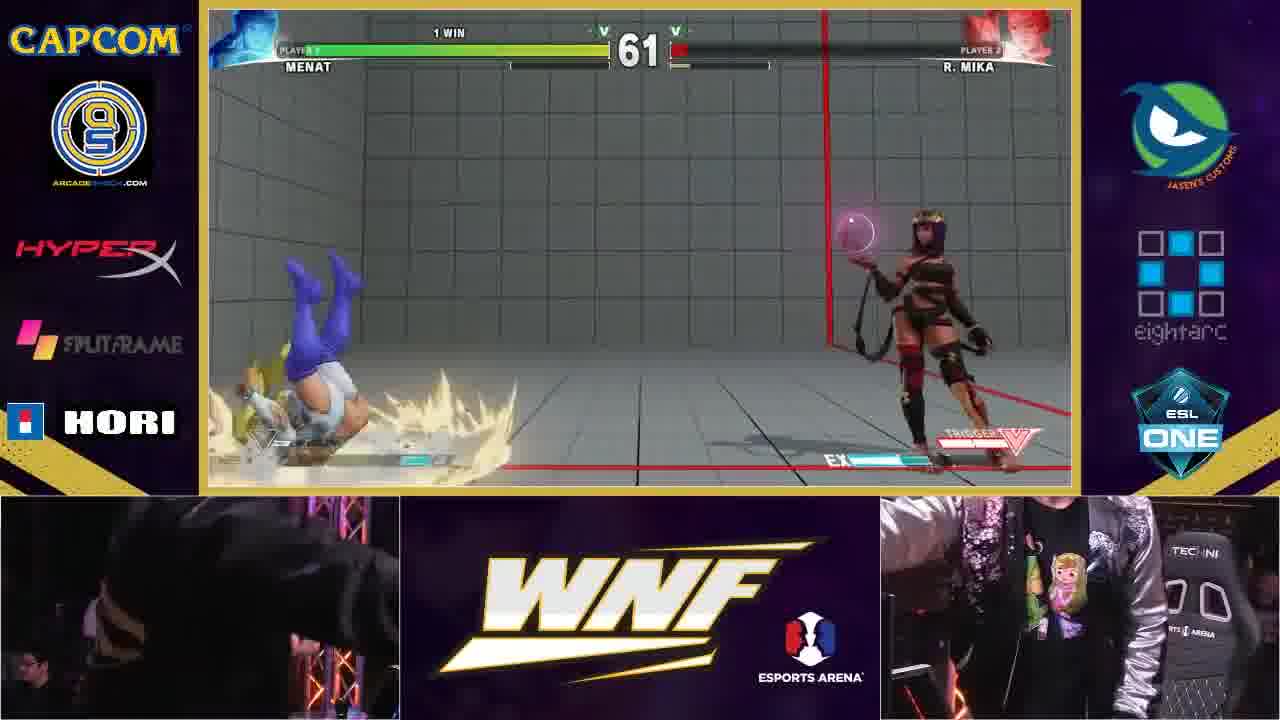 CAPCOM
ARCADESHOCK.COM
HYPERX
SPLITFRAME
HORI
PLAYER 1
1 WIN
V
61
V
PLAYER 2
MENAT
R. MIKA
TRIGGER
V
EX
JASEN'S CUSTOMS
eightarc
ESL
ONE
WNF
ESPORTS ARENA
TECHNI